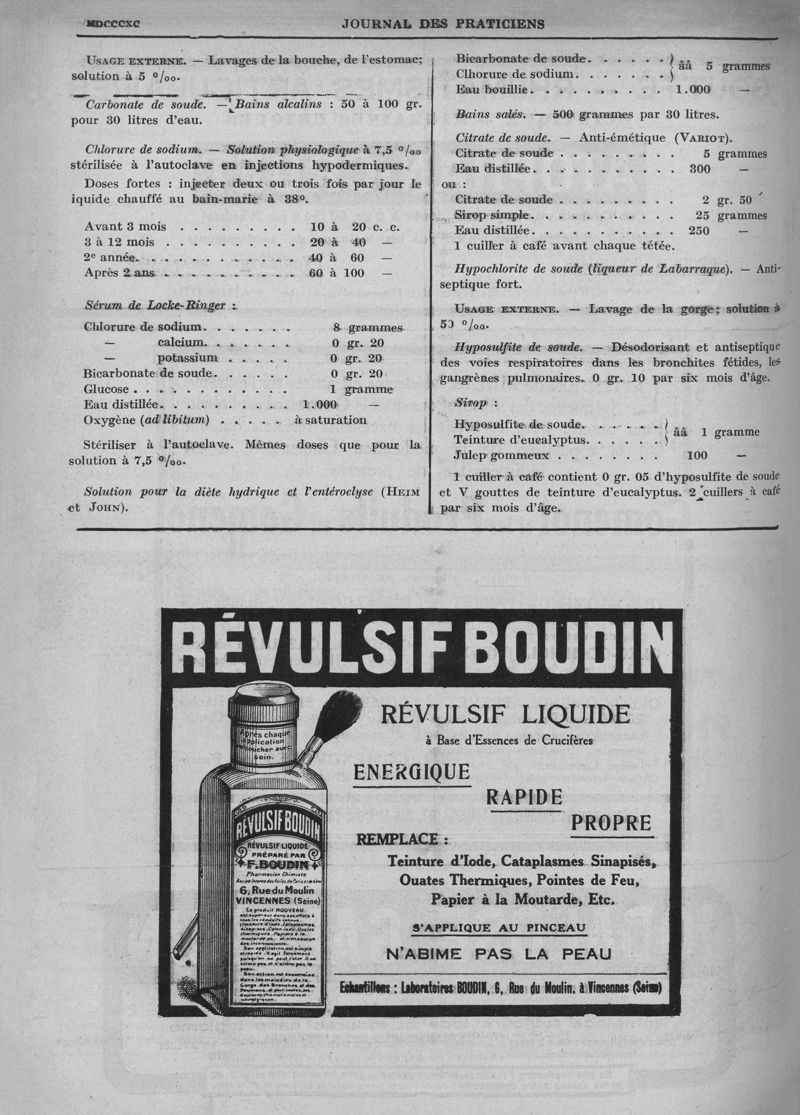 MDCCCXC
JOURNAL DES PRATICIENS
USAGE EXTERNE. — Lavages de la bouche, de l'estomac;
solution à 5 °/oo.
Carbonate de soude. — Bains alcalins : 50 à 100 gr.
pour 30 litres d'eau.
Chlorure de sodium. — Solution physiologique à 7,5 °/oo
stérilisée à l'autoclave en injections hypodermiques.
Doses fortes : injecter deux ou trois fois par jour le
iquide chauffé au bain-marie à 38°.
Avant 3 mois . . . . . . . . . 10 à 20 c. c.
3 à 12 mois . . . . . . . . . . 20 à 40 —
2e année. . . . . . . . . . . . 40 à 60 —
Après 2 ans . . . . . . . . . . 60 à 100 —
Sérum de Locke-Ringer :
Chlorure de sodium. . . . . . . 8 grammes
— calcium. . . . . . . 0 gr. 20
— potassium . . . . . 0 gr. 20
Bicarbonate de soude. . . . . . 0 gr. 20
Glucose . . . . . . . . . . . . 1 gramme
Eau distillée. . . . . . . . . . 1.000 —
Oxygène (ad libitum) . . . . . à saturation
Stériliser à l'autoclave. Mêmes doses que pour la
solution à 7,5 °/oo.
Solution pour la diète hydrique et l'entéroclyse (HEIM
et JOHN).
Bicarbonate de soude. . . . . . } ââ 5 grammes
Clhorure de sodium. . . . . . . }
Eau bouillie . . . . . . . . . . 1.000 —
Bains salés. — 500 grammes par 30 litres.
Citrate de soude. — Anti-émétique (VARIOT).
Citrate de soude . . . . . . . . . 5 grammes
Eau distillée. . . . . . . . . . . 300 —
ou :
Citrate de soude . . . . . . . . . 2 gr. 50
Sirop simple. . . . . . . . . . . 25 grammes
Eau distillée. . . . . . . . . . . 250 —
1 cuiller à café avant chaque tétée.
Hypochlorite de soude (liqueur de Labarraque). — Anti-
septique fort.
USAGE EXTERNE. — Lavage de la gorge; solution à
50 °/oo.
Hyposulfite de soude. — Désodorisant et antiseptique
des voies respiratoires dans les bronchites fétides, les
gangrènes pulmonaires. 0 gr. 10 par six mois d'âge.
Sirop :
Hyposulfite de soude. . . . . . } ââ 1 gramme
Teinture d'eucalyptus. . . . . . }
Julep gommeux . . . . . . . . 100 —
1 cuiller à café contient 0 gr. 05 d'hyposulfite de soude
et V gouttes de teinture d'eucalyptus. 2 cuillers à café
par six mois d'âge.
RÉVULSIF BOUDIN
RÉVULSIF LIQUIDE
à Base d'Essences de Crucifères
ENERGIQUE
RAPIDE
PROPRE
REMPLACE :
Teinture d'Iode, Cataplasmes Sinapisés,
Ouates Thermiques, Pointes de Feu,
Papier à la Moutarde, Etc.
S'APPLIQUE AU PINCEAU
N'ABIME PAS LA PEAU
Echantillons : Laboratoires BOUDIN, 6, Rue du Moulin, à Vincennes (Seine)
Après chaque
application
boucher avec
soin.
RÉVULSIF BOUDIN
RÉVULSIF LIQUIDE
PRÉPARÉ PAR
F. BOUDIN
Pharmacien Chimiste
6, Rue du Moulin
VINCENNES (Seine)
Ce produit NOUVEAU